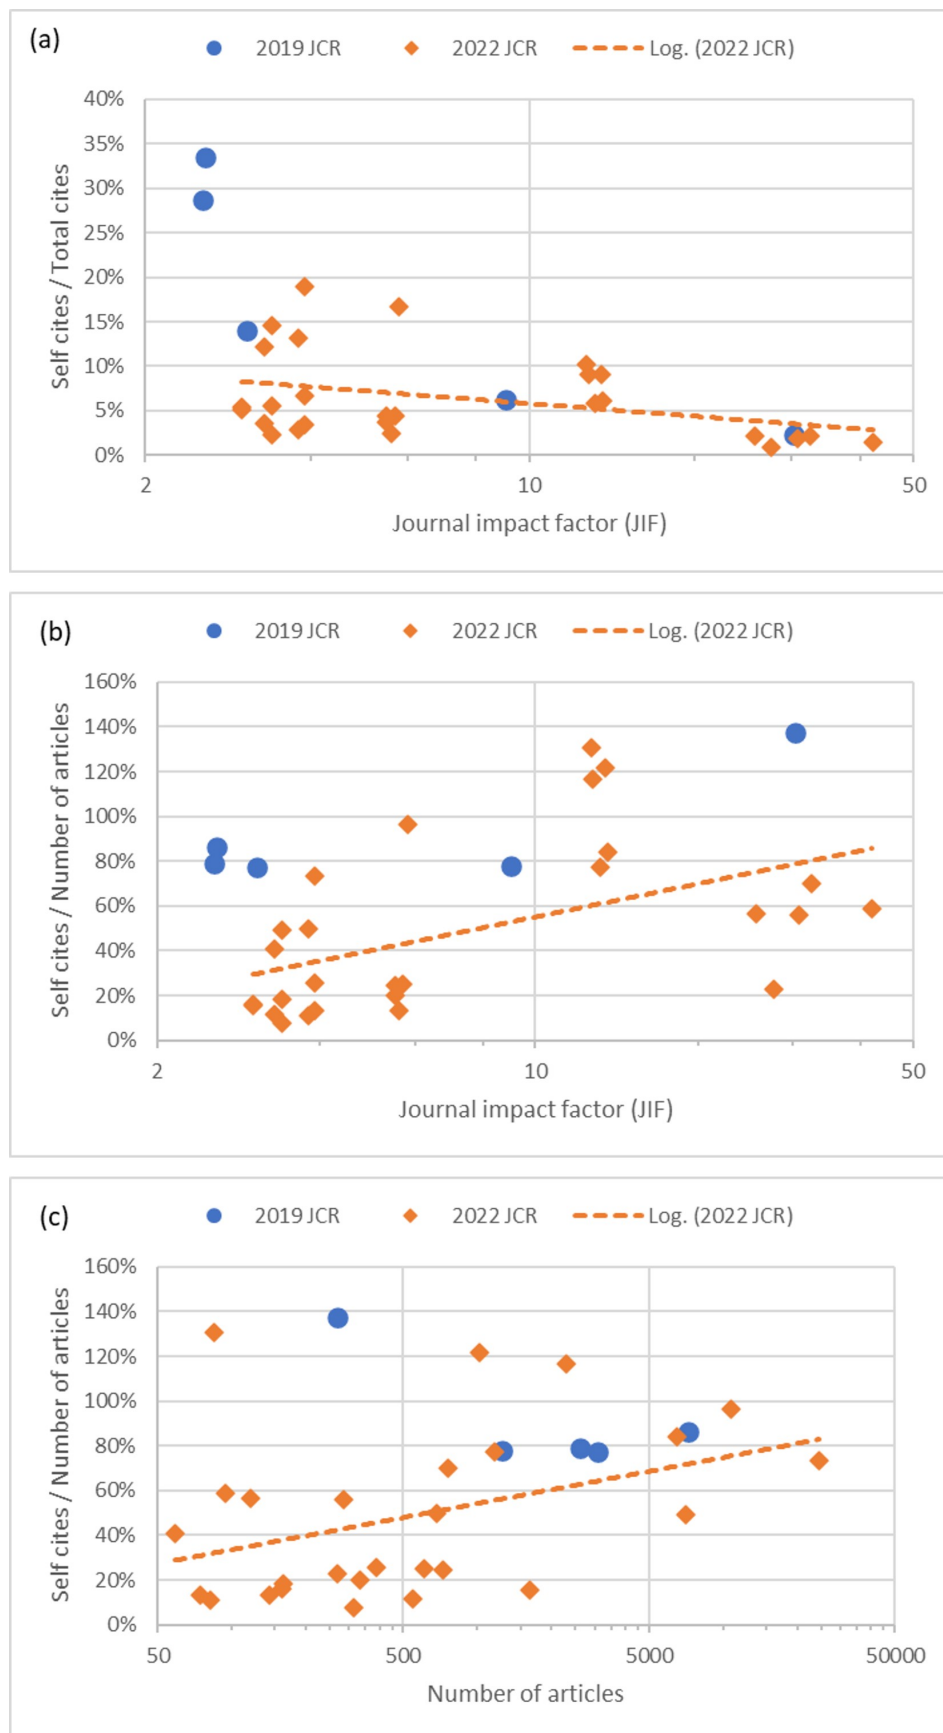 (a)
2019 JCR 2022 JCR Log. (2022 JCR)
40%
35%
30%
25%
20%
15%
10%
5%
0%
Self cites / Total cites
2 10 50
Journal impact factor (JIF)
(b)
2019 JCR 2022 JCR Log. (2022 JCR)
160%
140%
120%
100%
80%
60%
40%
20%
0%
Self cites / Number of articles
2 10 50
Journal impact factor (JIF)
(c)
2019 JCR 2022 JCR Log. (2022 JCR)
160%
140%
120%
100%
80%
60%
40%
20%
0%
Self cites / Number of articles
50 500 5000 50000
Number of articles